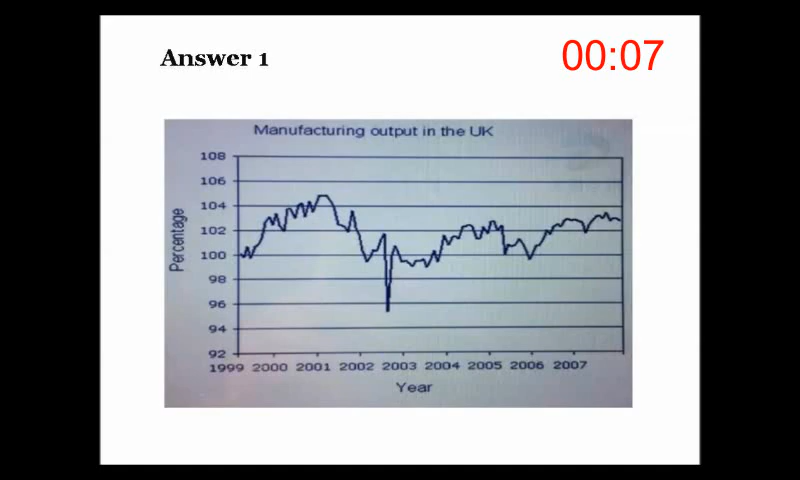 Answer 1
00:07
Manufacturing output in the UK
Percentage
108
106
104
102
100
98
96
94
92
1999 2000 2001 2002 2003 2004 2005 2006 2007
Year